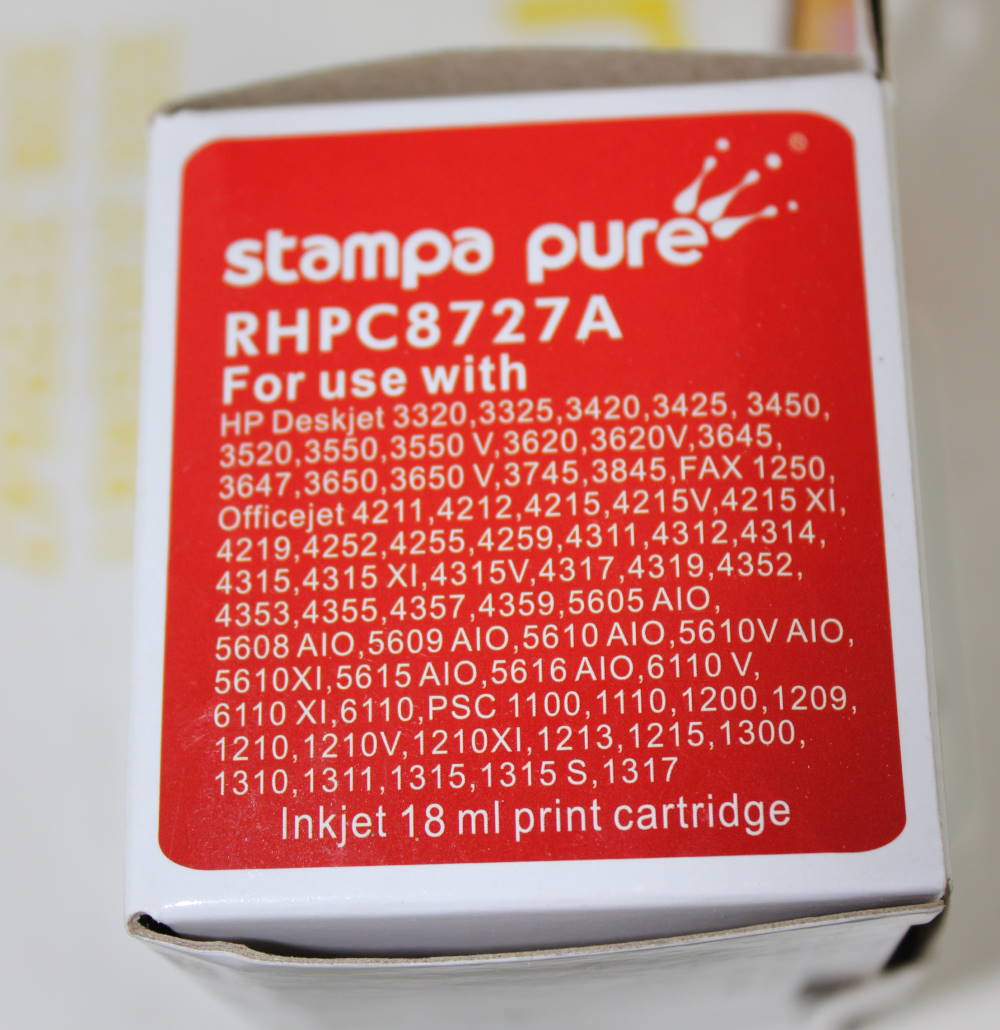 stampa pure®
RHPC8727A
For use with
HP Deskjet 3320,3325,3420,3425, 3450,
3520,3550,3550 V,3620,3620V,3645,
3647,3650,3650 V,3745,3845,FAX 1250,
Officejet 4211,4212,4215,4215V,4215 XI,
4219,4252,4255,4259,4311,4312,4314,
4315,4315 XI,4315V,4317,4319,4352,
4353,4355,4357,4359,5605 AIO,
5608 AIO,5609 AIO,5610 AIO,5610V AIO,
5610XI,5615 AIO,5616 AIO,6110 V,
6110 XI,6110,PSC 1100,1110,1200,1209,
1210,1210V,1210XI,1213,1215,1300,
1310,1311,1315,1315 S,1317
Inkjet 18 ml print cartridge